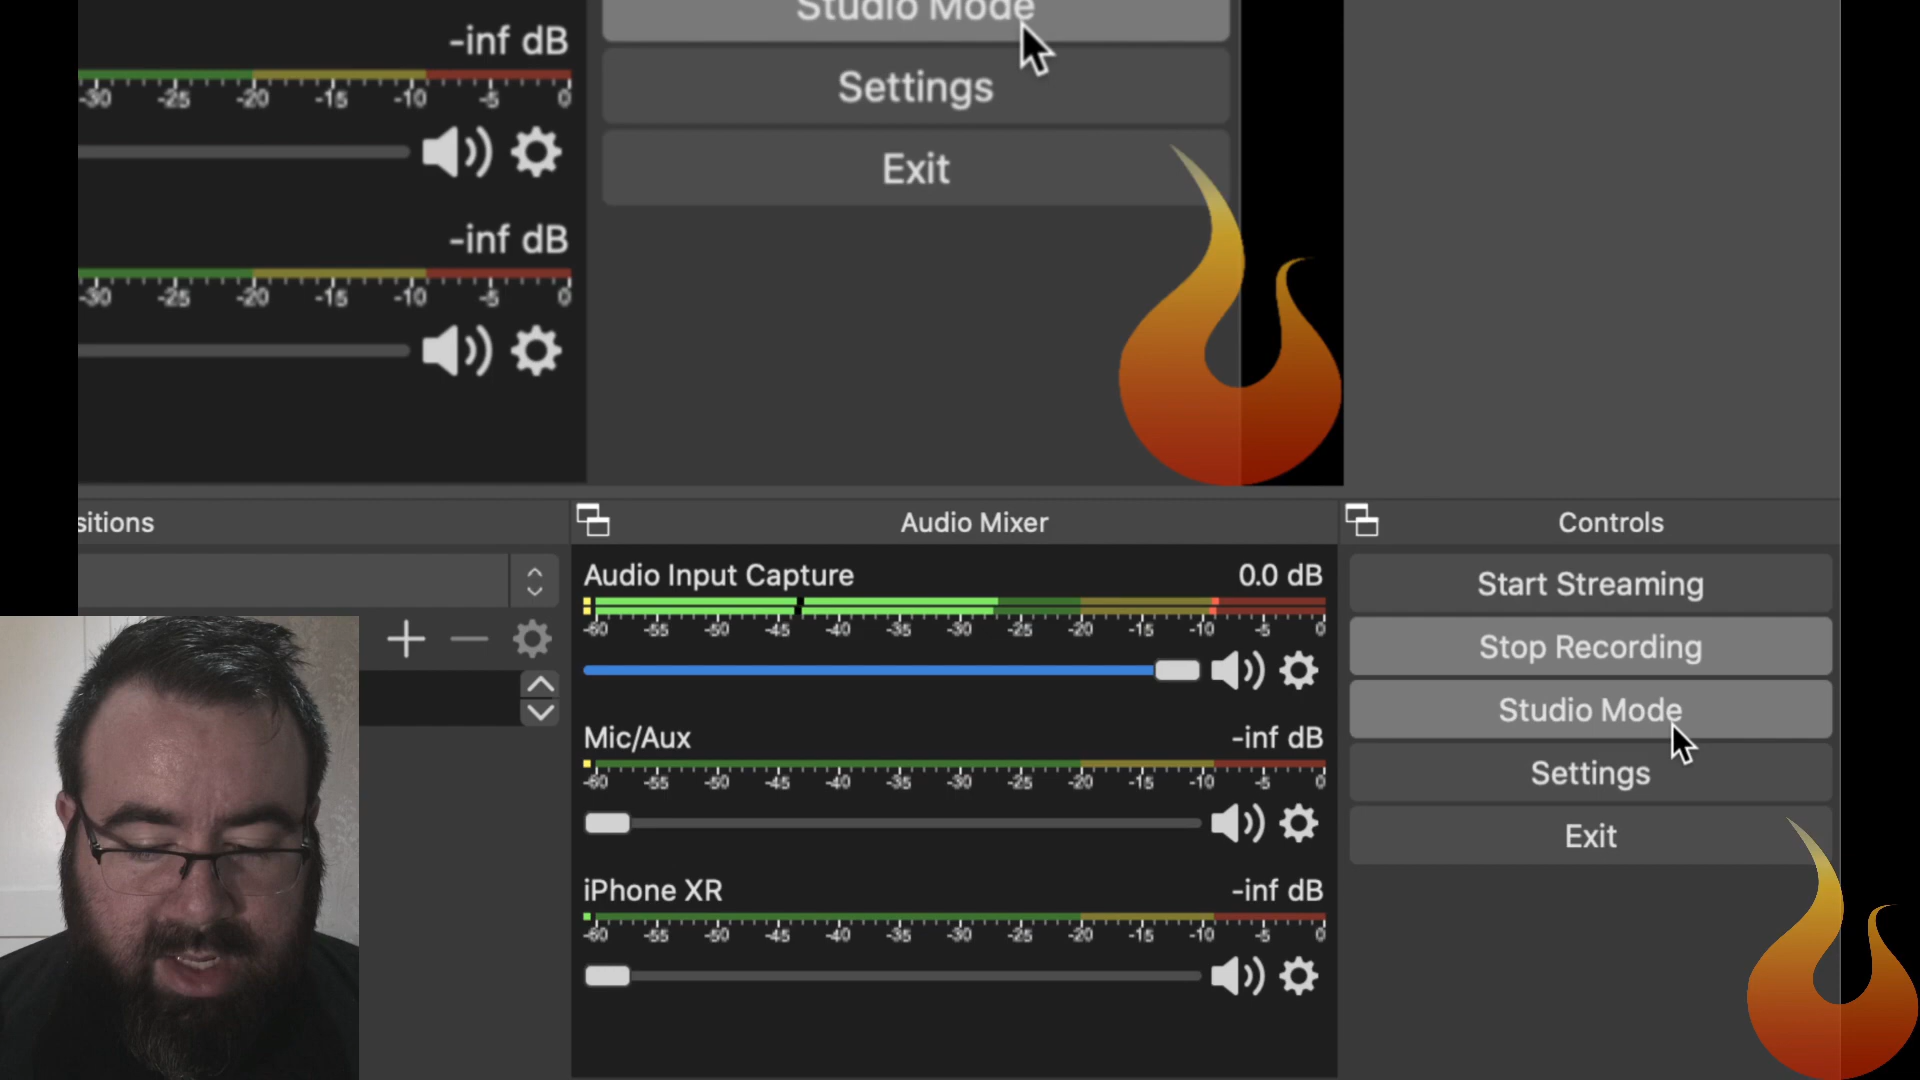 Studio Mode
-inf dB
-30 -25 -20 -15 -10 -5 0
Settings
Exit
-inf dB
-30 -25 -20 -15 -10 -5 0
sitions
Audio Mixer
Controls
Audio Input Capture 0.0 dB
-60 -55 -50 -45 -40 -35 -30 -25 -20 -15 -10 -5 0
Mic/Aux -inf dB
-60 -55 -50 -45 -40 -35 -30 -25 -20 -15 -10 -5 0
iPhone XR -inf dB
-60 -55 -50 -45 -40 -35 -30 -25 -20 -15 -10 -5 0
Start Streaming
Stop Recording
Studio Mode
Settings
Exit